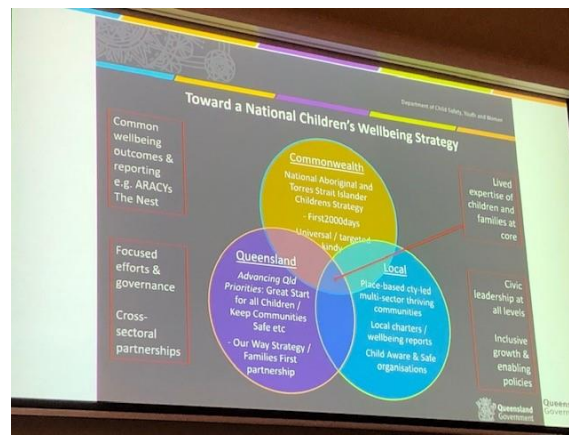 Department of Child Safety, Youth and Women
Toward a National Children's Wellbeing Strategy
Common
wellbeing
outcomes &
reporting
e.g. ARACYs
The Nest
Focused
efforts &
governance
Cross-
sectoral
partnerships
Commonwealth
National Aboriginal and
Torres Strait Islander
Childrens Strategy
- First2000days
Universal / targeted
kindy
Queensland
Advancing Qld
Priorities: Great Start
for all Children /
Keep Communities
Safe etc
- Our Way Strategy /
Families First
partnership
Local
Place-based cty-led
multi-sector thriving
communities
Local charters /
wellbeing reports
Child Aware & Safe
organisations
Lived
expertise of
children and
families at
core
Civic
leadership at
all levels
Inclusive
growth &
enabling
policies
Queensland
Government
Queens
Govern